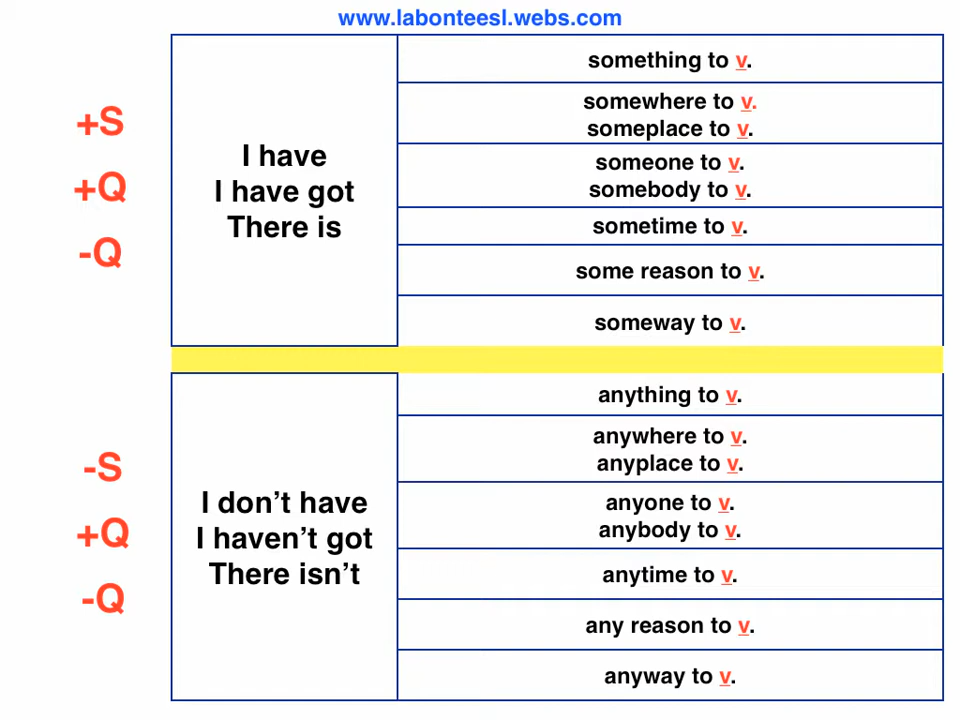 www.labonteesl.webs.com
+S
+Q
-Q
I have
I have got
There is
something to v.
somewhere to v.
someplace to v.
someone to v.
somebody to v.
sometime to v.
some reason to v.
someway to v.
-S
+Q
-Q
I don't have
I haven't got
There isn't
anything to v.
anywhere to v.
anyplace to v.
anyone to v.
anybody to v.
anytime to v.
any reason to v.
anyway to v.